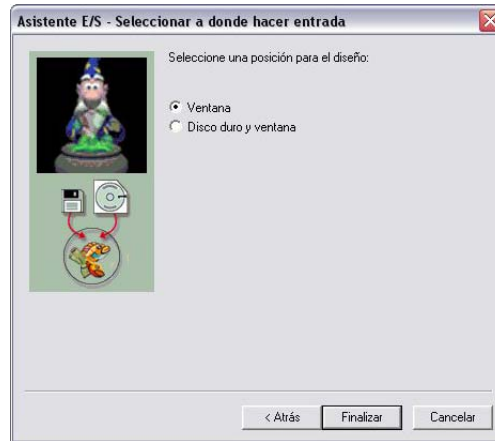 Asistente E/S - Seleccionar a donde hacer entrada
Seleccione una posición para el diseño:
Ventana
Disco duro y ventana
< Atrás
Finalizar
Cancelar